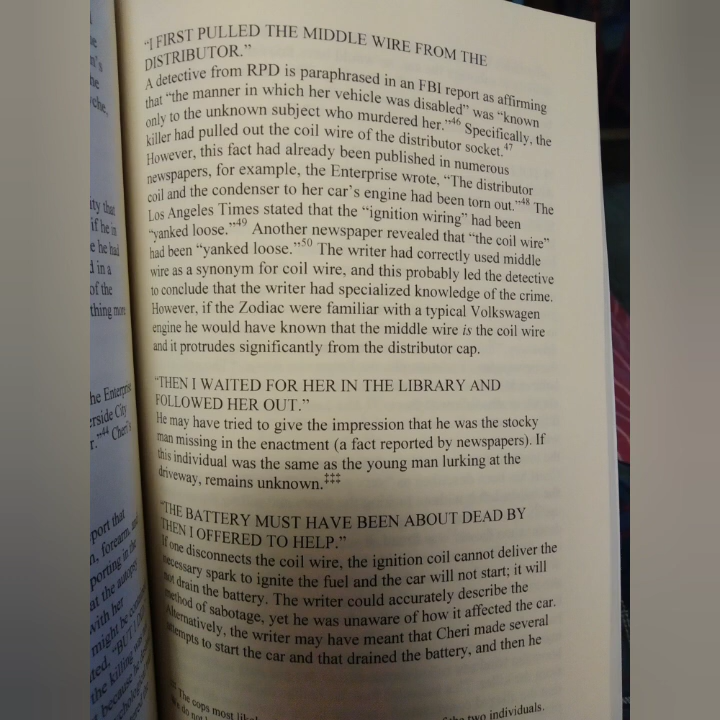 "I FIRST PULLED THE MIDDLE WIRE FROM THE
DISTRIBUTOR."
A detective from RPD is paraphrased in an FBI report as affirming
that "the manner in which her vehicle was disabled" was "known
only to the unknown subject who murdered her."46 Specifically, the
killer had pulled out the coil wire of the distributor socket.47
However, this fact had already been published in numerous
newspapers, for example, the Enterprise wrote, "The distributor
coil and the condenser to her car's engine had been torn out."48 The
Los Angeles Times stated that the "ignition wiring" had been
"yanked loose."49 Another newspaper revealed that "the coil wire"
had been "yanked loose."50 The writer had correctly used middle
wire as a synonym for coil wire, and this probably led the detective
to conclude that the writer had specialized knowledge of the crime.
However, if the Zodiac were familiar with a typical Volkswagen
engine he would have known that the middle wire is the coil wire
and it protrudes significantly from the distributor cap.
"THEN I WAITED FOR HER IN THE LIBRARY AND
FOLLOWED HER OUT."
He may have tried to give the impression that he was the stocky
man missing in the enactment (a fact reported by newspapers). If
this individual was the same as the young man lurking at the
driveway, remains unknown.‡‡‡
"THE BATTERY MUST HAVE BEEN ABOUT DEAD BY
THEN I OFFERED TO HELP."
If one disconnects the coil wire, the ignition coil cannot deliver the
necessary spark to ignite the fuel and the car will not start; it will
not drain the battery. The writer could accurately describe the
method of sabotage, yet he was unaware of how it affected the car.
Alternatively, the writer may have meant that Cheri made several
attempts to start the car and that drained the battery, and then he
The cops most
the two individuals.